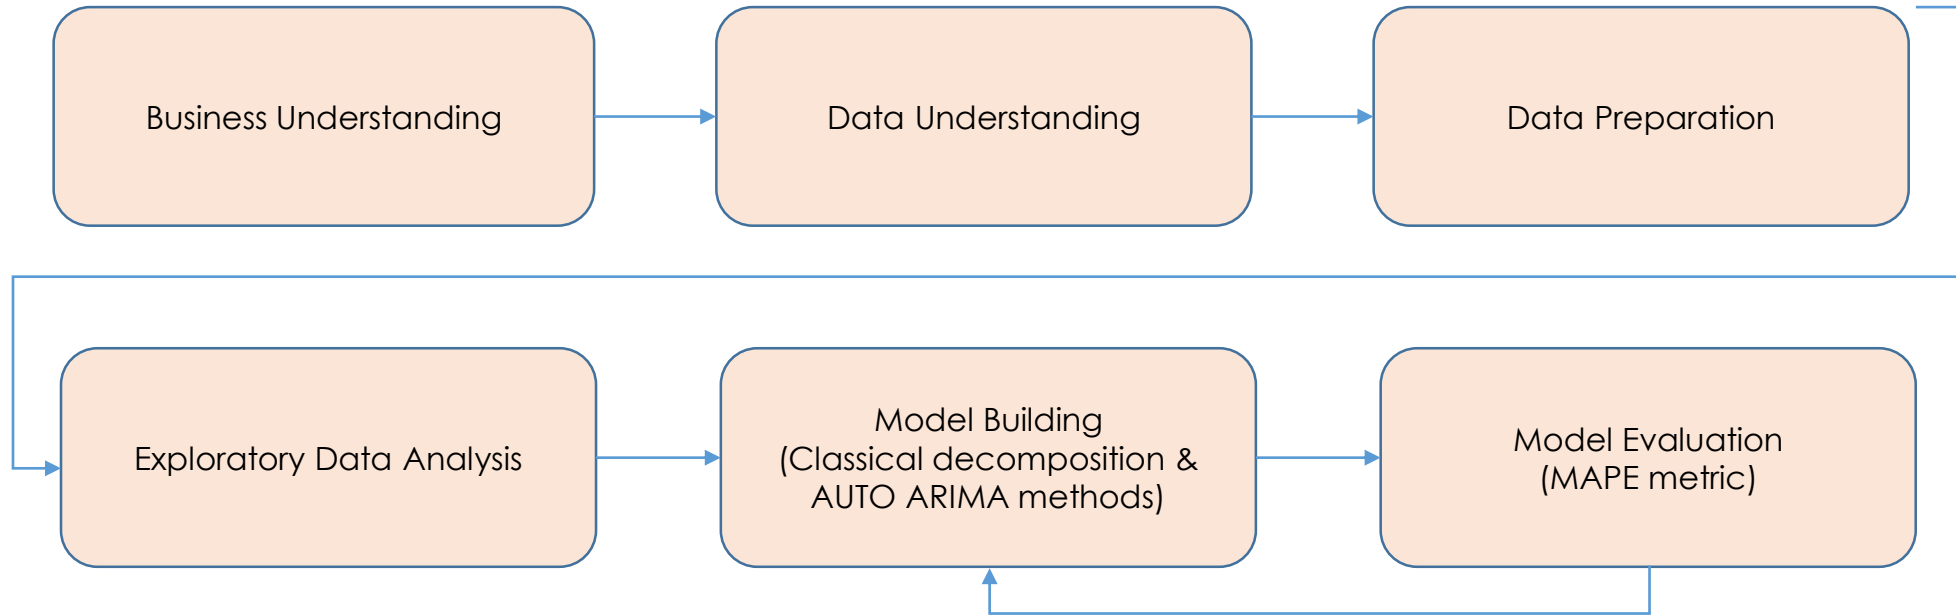 Business Understanding
Data Understanding
Data Preparation
Exploratory Data Analysis
Model Building
(Classical decomposition &
AUTO ARIMA methods)
Model Evaluation
(MAPE metric)